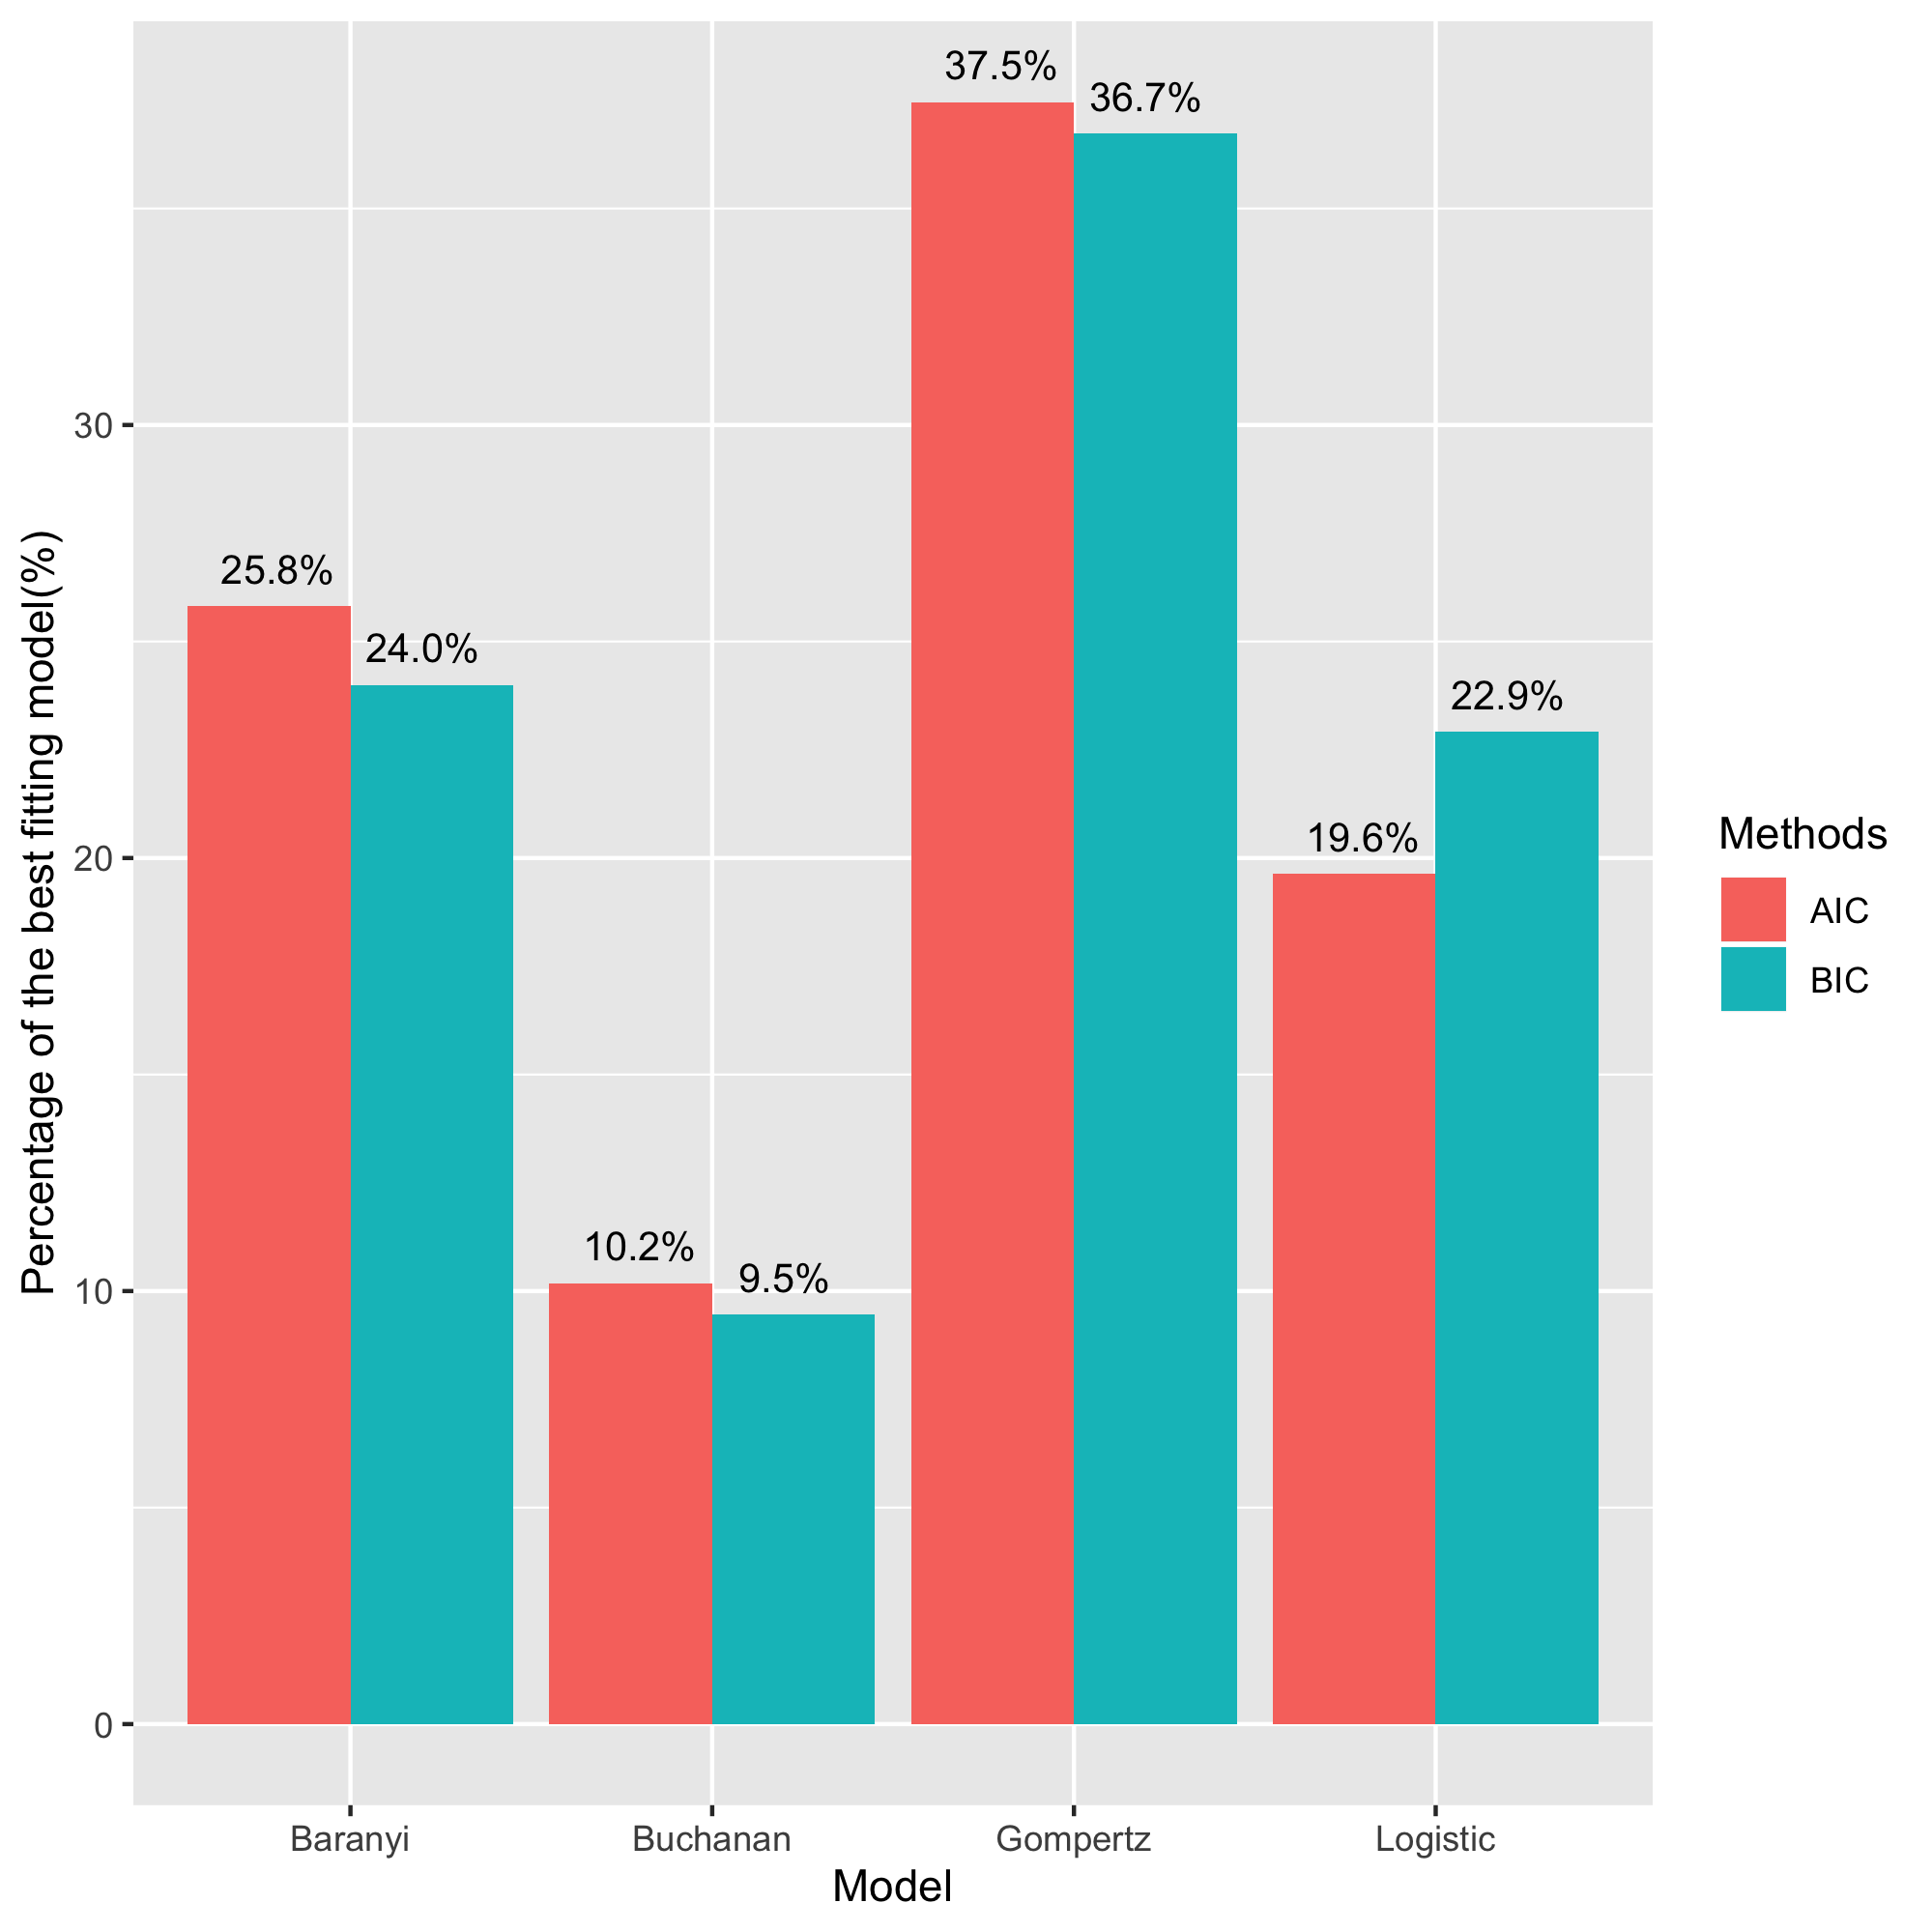 Percentage of the best fitting model(%)
30
20
10
0
25.8%
24.0%
10.2%
9.5%
37.5%
36.7%
19.6%
22.9%
Baranyi
Buchanan
Gompertz
Logistic
Model
Methods
AIC
BIC